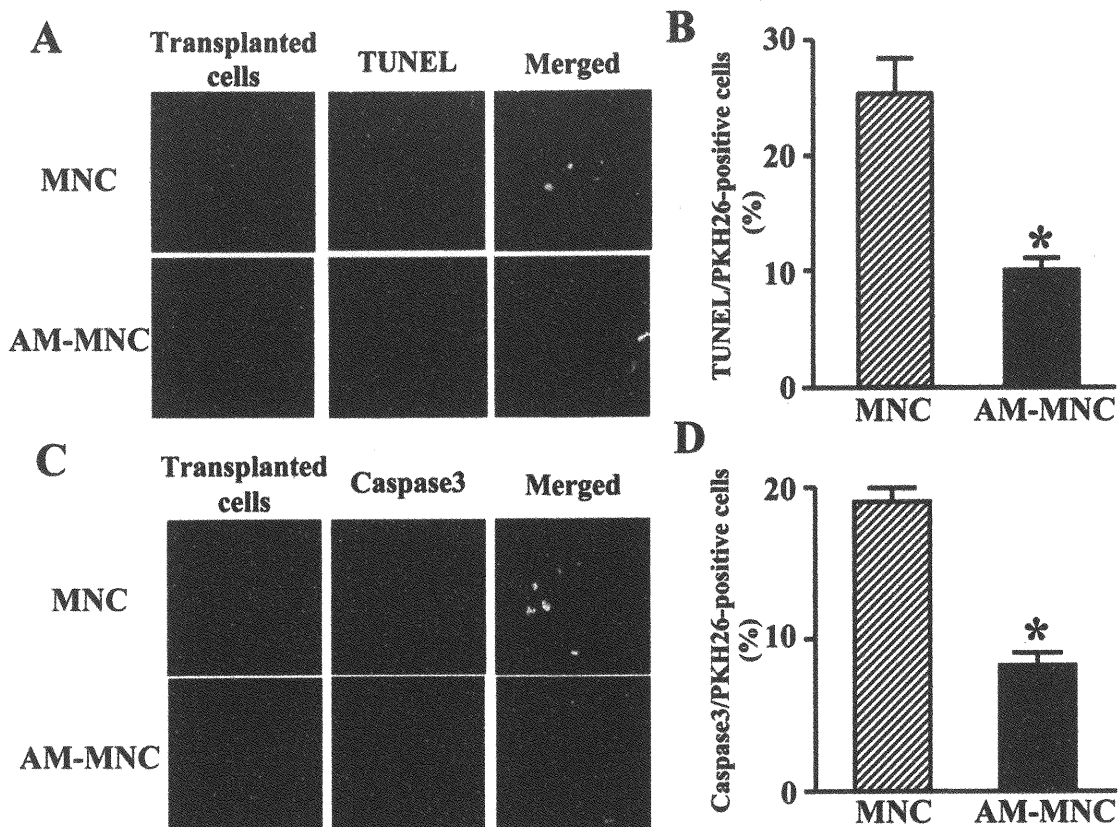 A
Transplanted
cells
TUNEL
Merged
MNC
AM-MNC
B
TUNEL/PKH26-positive cells
(%)
30
20
10
0
MNC
AM-MNC
*
C
Transplanted
cells
Caspase3
Merged
MNC
AM-MNC
D
Caspase3/PKH26-positive cells
(%)
20
10
0
MNC
AM-MNC
*